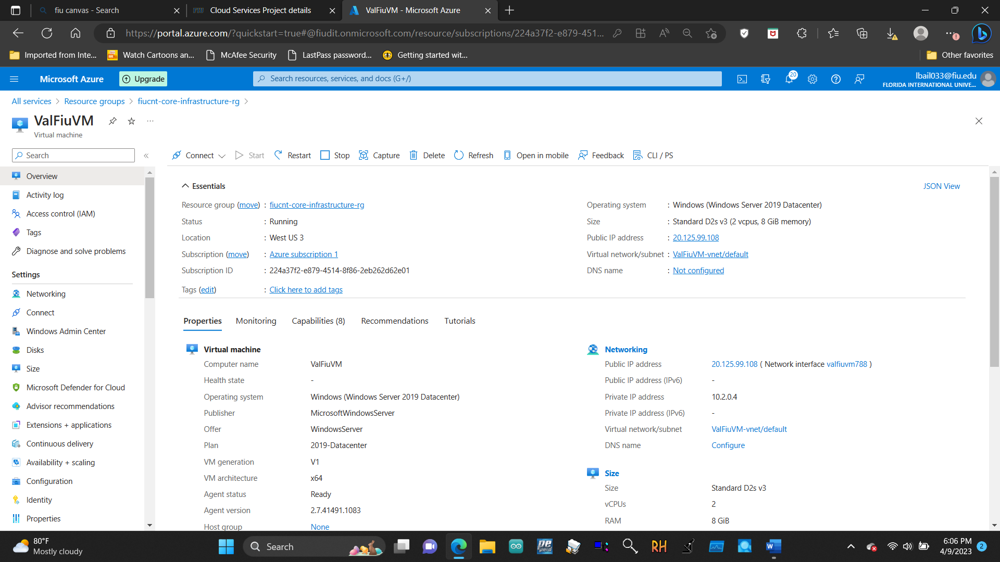 fiu canvas - Search
FIU Cloud Services Project details
ValFiuVM - Microsoft Azure
https://portal.azure.com/?quickstart=true#@fiudit.onmicrosoft.com/resource/subscriptions/224a37f2-e879-451...
Imported from Inte...
Watch Cartoons an...
McAfee Security
LastPass password...
Getting started wit...
Other favorites
Microsoft Azure
Upgrade
Search resources, services, and docs (G+/)
20
lbail033@fiu.edu
FLORIDA INTERNATIONAL UNIVE...
All services > Resource groups > fiucnt-core-infrastructure-rg >
ValFiuVM
Virtual machine
Search
Connect
Start
Restart
Stop
Capture
Delete
Refresh
Open in mobile
Feedback
CLI / PS
Overview
Activity log
Access control (IAM)
Tags
Diagnose and solve problems
Settings
Networking
Connect
Windows Admin Center
Disks
Size
Microsoft Defender for Cloud
Advisor recommendations
Extensions + applications
Continuous delivery
Availability + scaling
Configuration
Identity
Properties
Essentials
JSON View
Resource group (move) : fiucnt-core-infrastructure-rg
Status : Running
Location : West US 3
Subscription (move) : Azure subscription 1
Subscription ID : 224a37f2-e879-4514-8f86-2eb262d62e01
Tags (edit) : Click here to add tags
Operating system : Windows (Windows Server 2019 Datacenter)
Size : Standard D2s v3 (2 vcpus, 8 GiB memory)
Public IP address : 20.125.99.108
Virtual network/subnet : ValFiuVM-vnet/default
DNS name : Not configured
Properties
Monitoring
Capabilities (8)
Recommendations
Tutorials
Virtual machine
Computer name ValFiuVM
Health state -
Operating system Windows (Windows Server 2019 Datacenter)
Publisher MicrosoftWindowsServer
Offer WindowsServer
Plan 2019-Datacenter
VM generation V1
VM architecture x64
Agent status Ready
Agent version 2.7.41491.1083
Host group None
Networking
Public IP address 20.125.99.108 ( Network interface valfiuvm788 )
Public IP address (IPv6) -
Private IP address 10.2.0.4
Private IP address (IPv6) -
Virtual network/subnet ValFiuVM-vnet/default
DNS name Configure
Size
Size Standard D2s v3
vCPUs 2
RAM 8 GiB
80°F
Mostly cloudy
Search
RH
6:06 PM
4/9/2023
2